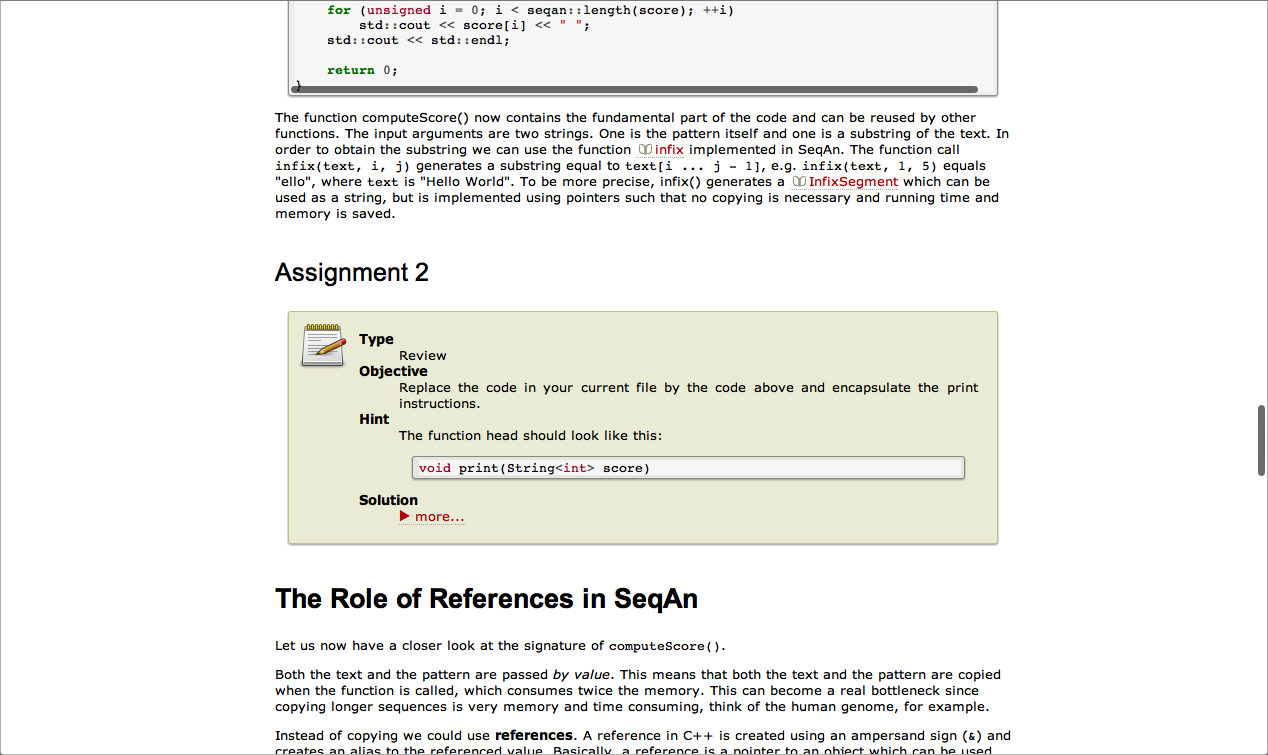 for (unsigned i = 0; i < seqan::length(score); ++i)
std::cout << score[i] << " ";
std::cout << std::endl;
return 0;
}
The function computeScore() now contains the fundamental part of the code and can be reused by other
functions. The input arguments are two strings. One is the pattern itself and one is a substring of the text. In
order to obtain the substring we can use the function infix implemented in SeqAn. The function call
infix(text, i, j) generates a substring equal to text[i ... j - 1], e.g. infix(text, 1, 5) equals
"ello", where text is "Hello World". To be more precise, infix() generates a InfixSegment which can be
used as a string, but is implemented using pointers such that no copying is necessary and running time and
memory is saved.
Assignment 2
Type
Review
Objective
Replace the code in your current file by the code above and encapsulate the print
instructions.
Hint
The function head should look like this:
void print(String<int> score)
Solution
more...
The Role of References in SeqAn
Let us now have a closer look at the signature of computeScore().
Both the text and the pattern are passed by value. This means that both the text and the pattern are copied
when the function is called, which consumes twice the memory. This can become a real bottleneck since
copying longer sequences is very memory and time consuming, think of the human genome, for example.
Instead of copying we could use references. A reference in C++ is created using an ampersand sign (&) and
creates an alias to the referenced value. Basically, a reference is a pointer to an object which can be used